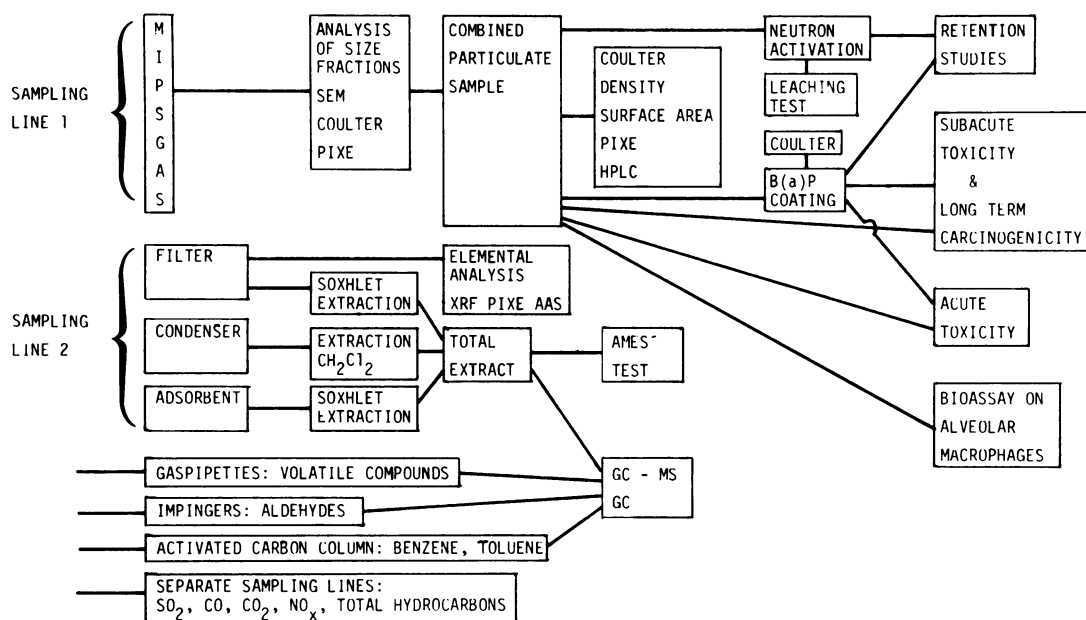 SAMPLING
LINE 1
M
I
P
S
G
A
S
ANALYSIS
OF SIZE
FRACTIONS
SEM
COULTER
PIXE
COMBINED
PARTICULATE
SAMPLE
COULTER
DENSITY
SURFACE AREA
PIXE
HPLC
NEUTRON
ACTIVATION
LEACHING
TEST
COULTER
B(a)P
COATING
RETENTION
STUDIES
SUBACUTE
TOXICITY
&
LONG TERM
CARCINOGENICITY
ACUTE
TOXICITY
BIOASSAY ON
ALVEOLAR
MACROPHAGES
SAMPLING
LINE 2
FILTER
CONDENSER
ADSORBENT
ELEMENTAL
ANALYSIS
XRF PIXE AAS
SOXHLET
EXTRACTION
EXTRACTION
CH2Cl2
SOXHLET
EXTRACTION
TOTAL
EXTRACT
AMES´
TEST
GC - MS
GC
GASPIPETTES: VOLATILE COMPOUNDS
IMPINGERS: ALDEHYDES
ACTIVATED CARBON COLUMN: BENZENE, TOLUENE
SEPARATE SAMPLING LINES:
SO2, CO, CO2, NOx, TOTAL HYDROCARBONS